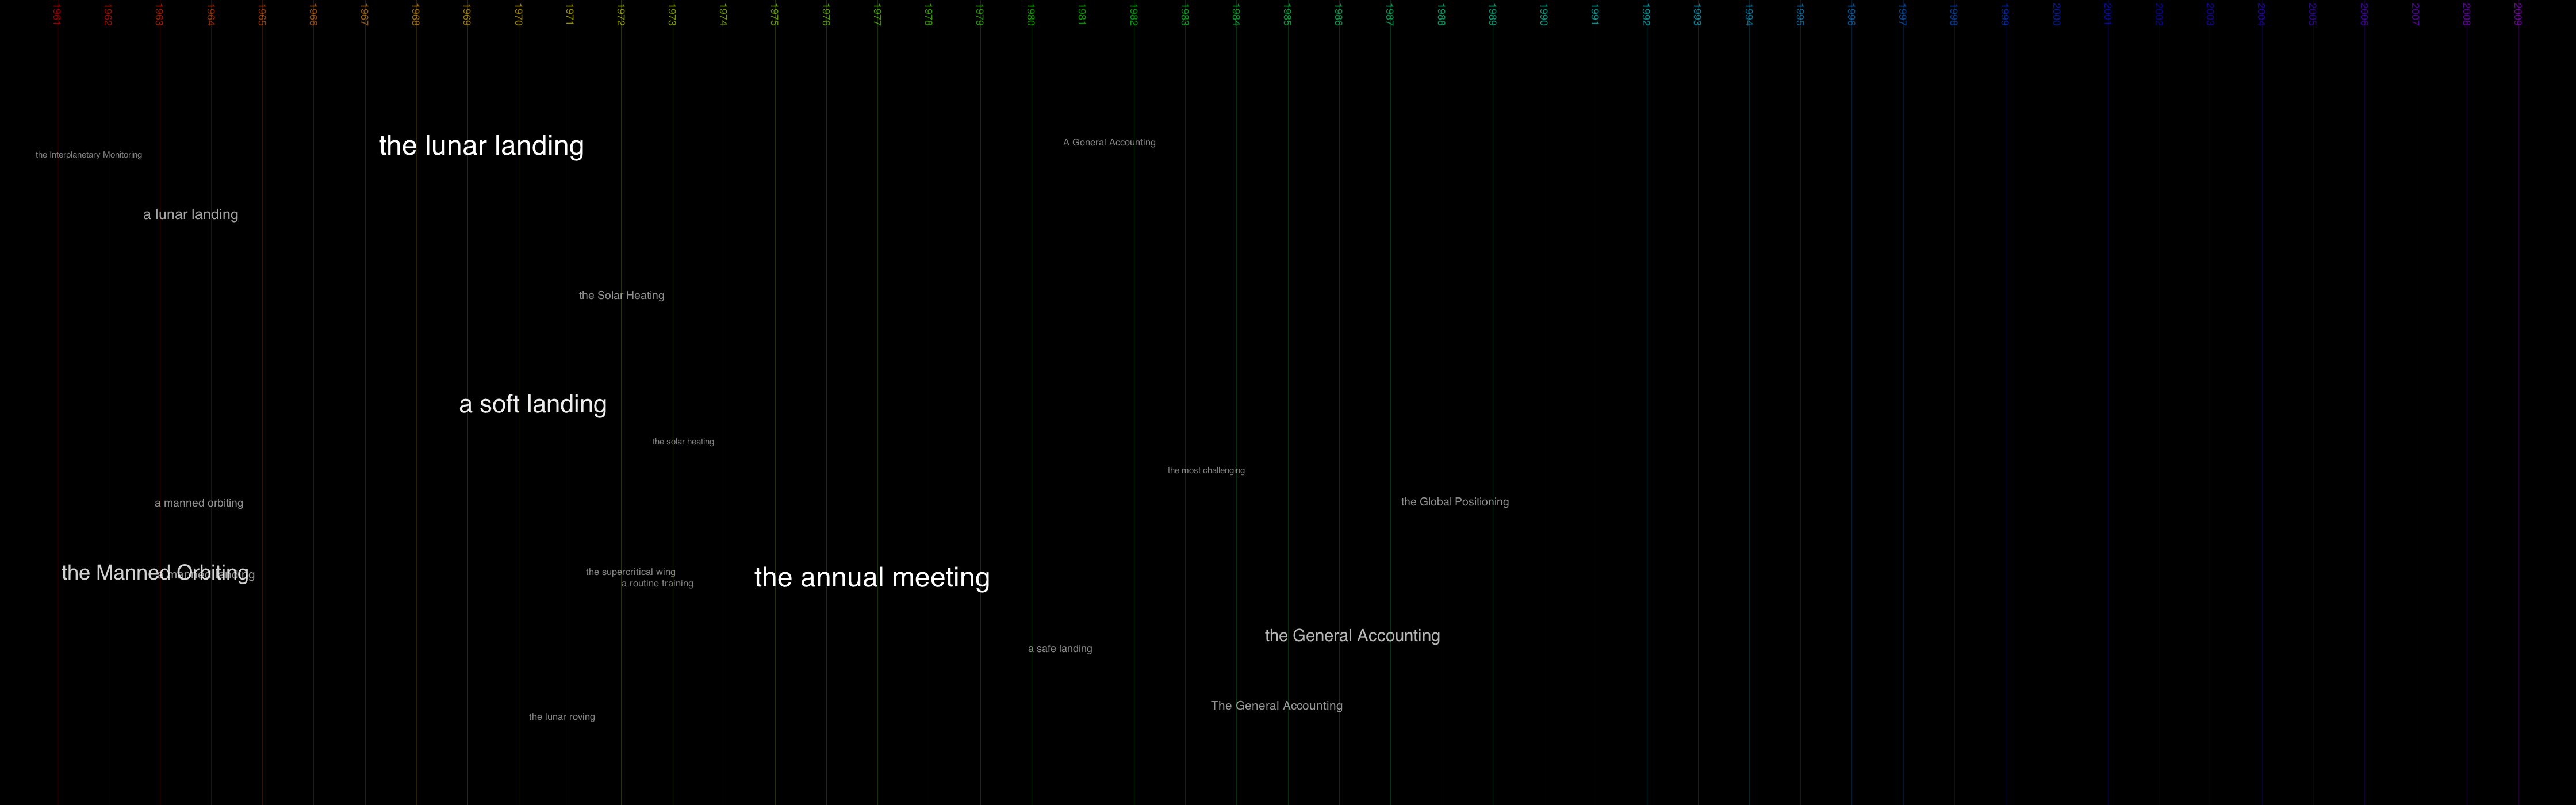 1961 1962 1963 1964 1965 1966 1967 1968 1969 1970 1971 1972 1973 1974 1975 1976 1977 1978 1979 1980 1981 1982 1983 1984 1985 1986 1987 1988 1989 1990 1991 1992 1993 1994 1995 1996 1997 1998 1999 2000 2001 2002 2003 2004 2005 2006 2007 2008 2009
the lunar landing
A General Accounting
the Interplanetary Monitoring
a lunar landing
the Solar Heating
a soft landing
the solar heating
the most challenging
a manned orbiting
the Global Positioning
the Manned Orbiting
a manned landing
the supercritical wing
a routine training
the annual meeting
the General Accounting
a safe landing
The General Accounting
the lunar roving